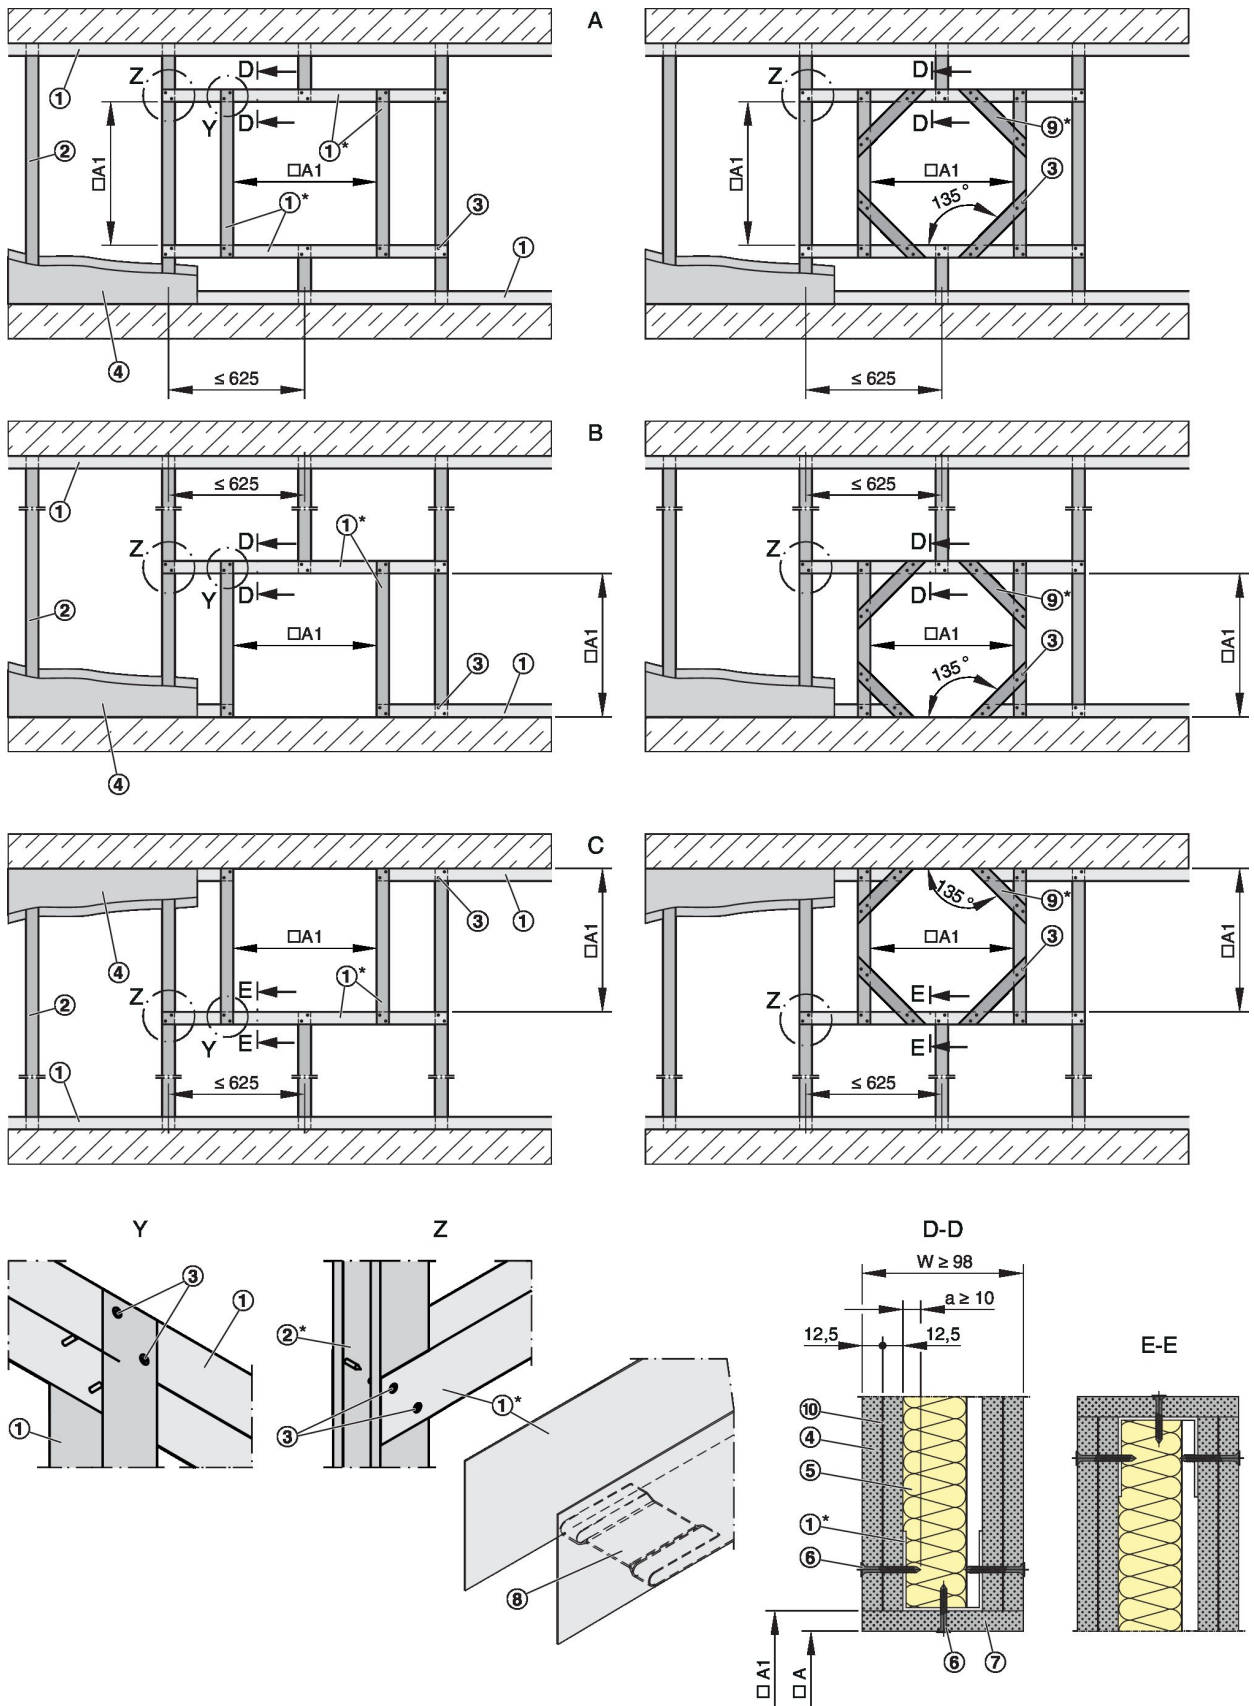 A
Z
D
D
①
Y
①*
②
□A1
□A1
①*
③
①
④
≤ 625
Z
D
D
⑨*
□A1
□A1
③
135°
≤ 625
B
①
≤ 625
①*
Z
D
Y
D
②
□A1
□A1
③
①
④
≤ 625
Z
D
D
⑨*
□A1
□A1
③
135°
C
③
①
□A1
□A1
④
①*
②
Z
E
Y
E
①
≤ 625
135°
⑨*
□A1
□A1
③
Z
E
E
≤ 625
Y
③
①
①
Z
②*
①*
③
⑧
D-D
W ≥ 98
a ≥ 10
12,5
12,5
⑩
④
⑤
①*
⑥
⑥
⑦
□ A1
□ A
E-E